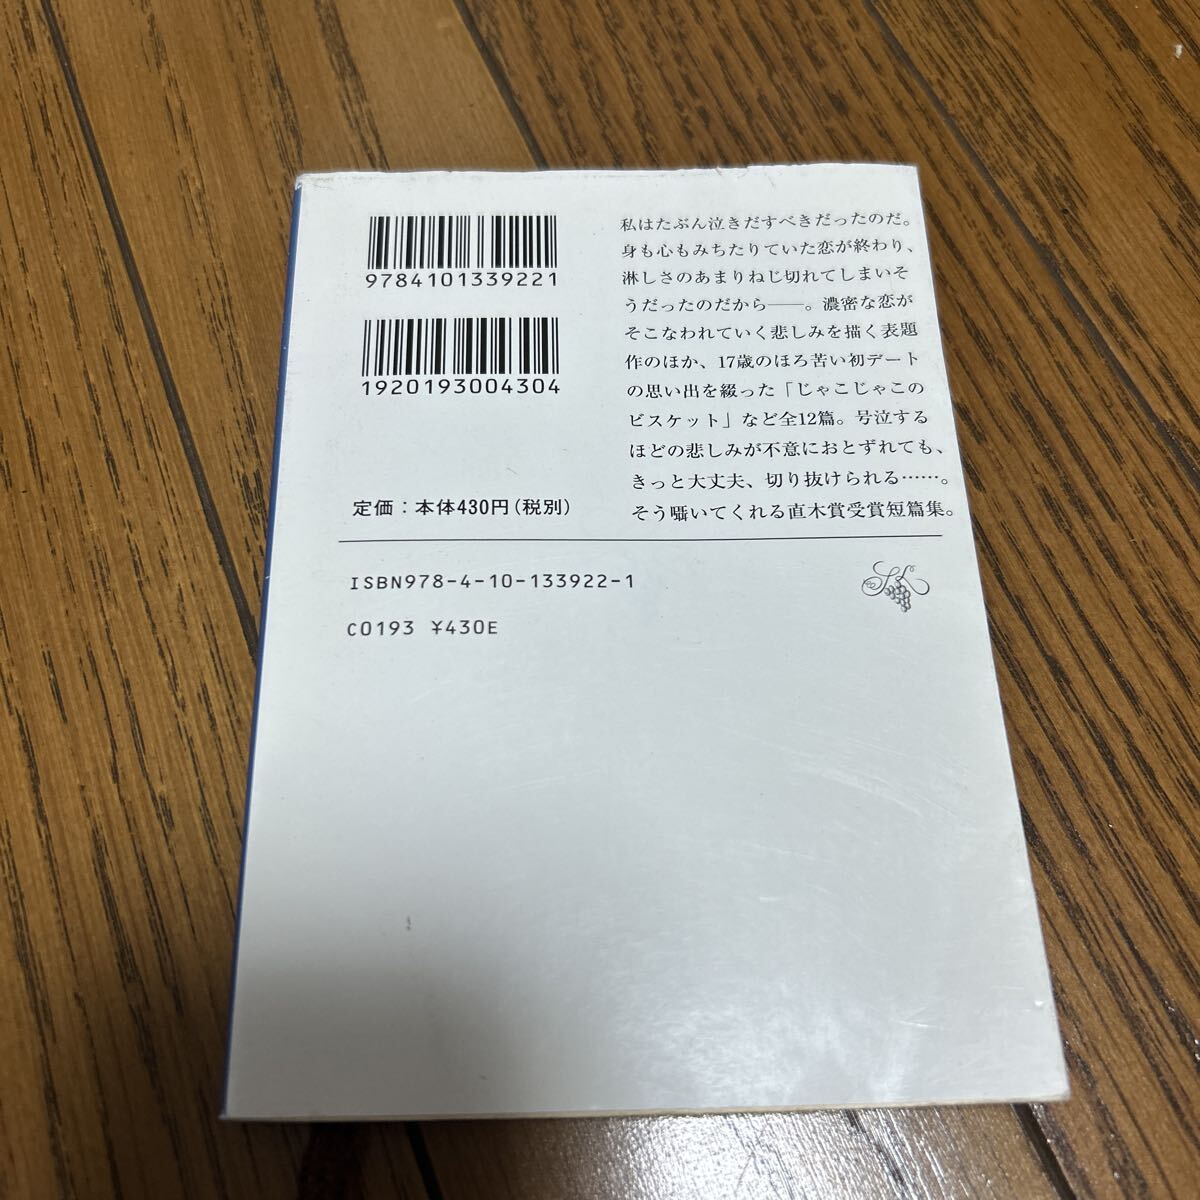 9784101339221
1920193004304
定価：本体430円（税別）
私はたぶん泣きだすべきだったのだ。
身も心もみちたりていた恋が終わり、
淋しさのあまりねじ切れてしまいそ
うだったのだから――。濃密な恋が
そこなわれていく悲しみを描く表題
作のほか、17歳のほろ苦い初デート
の思い出を綴った「じゃこじゃこの
ビスケット」など全12篇。号泣する
ほどの悲しみが不意におとずれても、
きっと大丈夫、切り抜けられる……。
そう囁いてくれる直木賞受賞短篇集。
ISBN978-4-10-133922-1
C0193 ¥430E